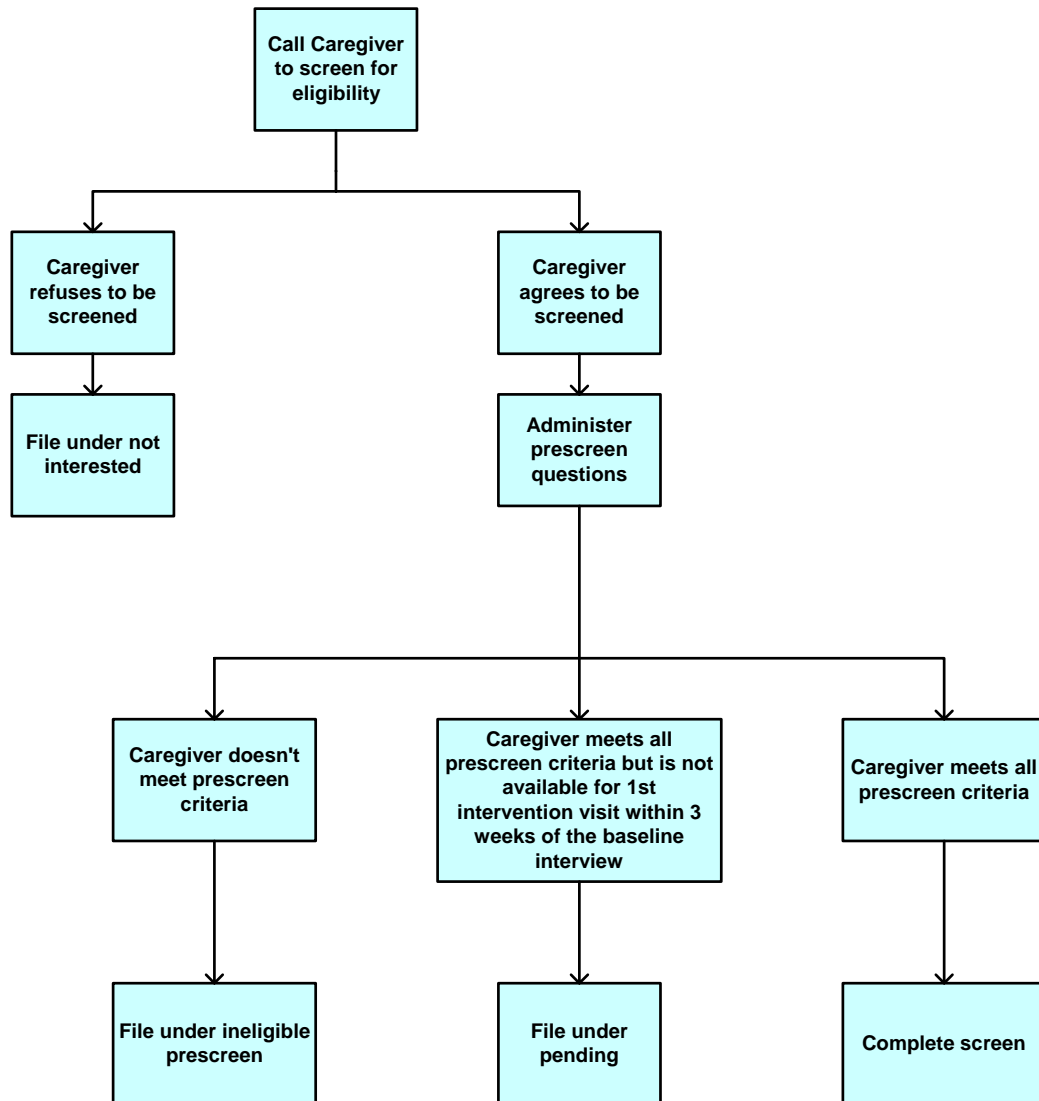 Call Caregiver
to screen for
eligibility
Caregiver
refuses to be
screened
Caregiver
agrees to be
screened
File under not
interested
Administer
prescreen
questions
Caregiver doesn't
meet prescreen
criteria
Caregiver meets all
prescreen criteria but is not
available for 1st
intervention visit within 3
weeks of the baseline
interview
Caregiver meets all
prescreen criteria
File under ineligible
prescreen
File under
pending
Complete screen